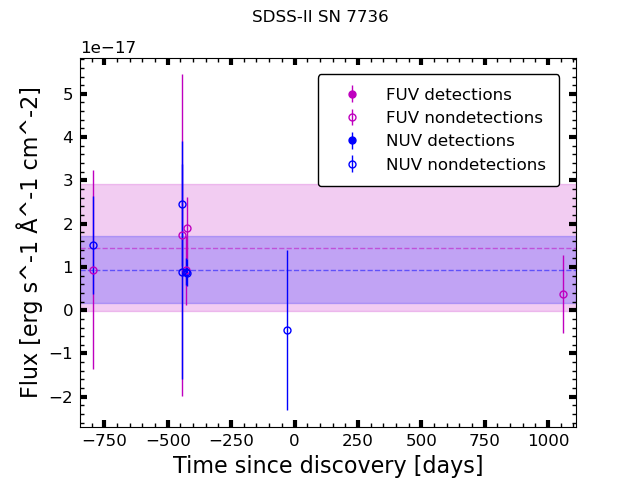 SDSS-II SN 7736
1e−17
FUV detections
FUV nondetections
NUV detections
NUV nondetections
5
4
3
2
1
0
−1
−2
Flux [erg s^-1 Å^-1 cm^-2]
−750 −500 −250 0 250 500 750 1000
Time since discovery [days]